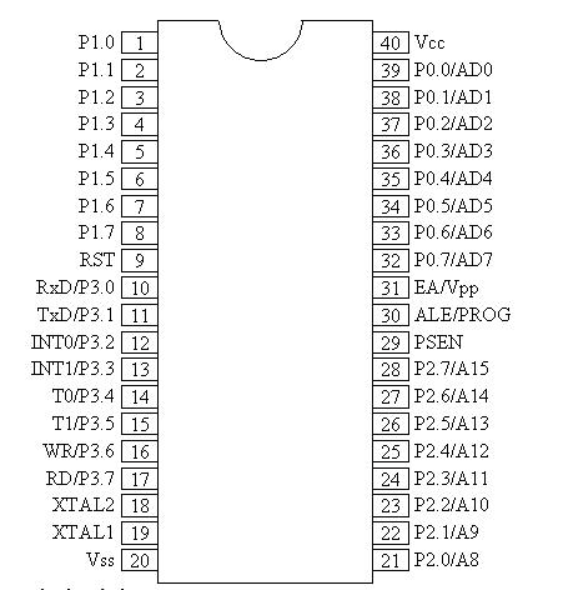 P1.0 1 40 Vcc
P1.1 2 39 P0.0/AD0
P1.2 3 38 P0.1/AD1
P1.3 4 37 P0.2/AD2
P1.4 5 36 P0.3/AD3
P1.5 6 35 P0.4/AD4
P1.6 7 34 P0.5/AD5
P1.7 8 33 P0.6/AD6
RST 9 32 P0.7/AD7
RxD/P3.0 10 31 EA/Vpp
TxD/P3.1 11 30 ALE/PROG
INT0/P3.2 12 29 PSEN
INT1/P3.3 13 28 P2.7/A15
T0/P3.4 14 27 P2.6/A14
T1/P3.5 15 26 P2.5/A13
WR/P3.6 16 25 P2.4/A12
RD/P3.7 17 24 P2.3/A11
XTAL2 18 23 P2.2/A10
XTAL1 19 22 P2.1/A9
Vss 20 21 P2.0/A8